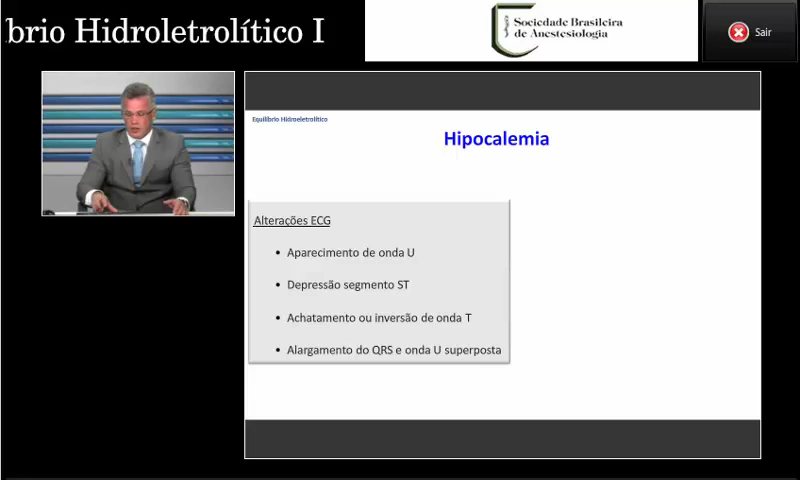 brio Hidroletrolítico I
Sociedade Brasileira
de Anestesiologia
Sair
Equilíbrio Hidroeletrolítico
Hipocalemia
Alterações ECG
• Aparecimento de onda U
• Depressão segmento ST
• Achatamento ou inversão de onda T
• Alargamento do QRS e onda U superposta